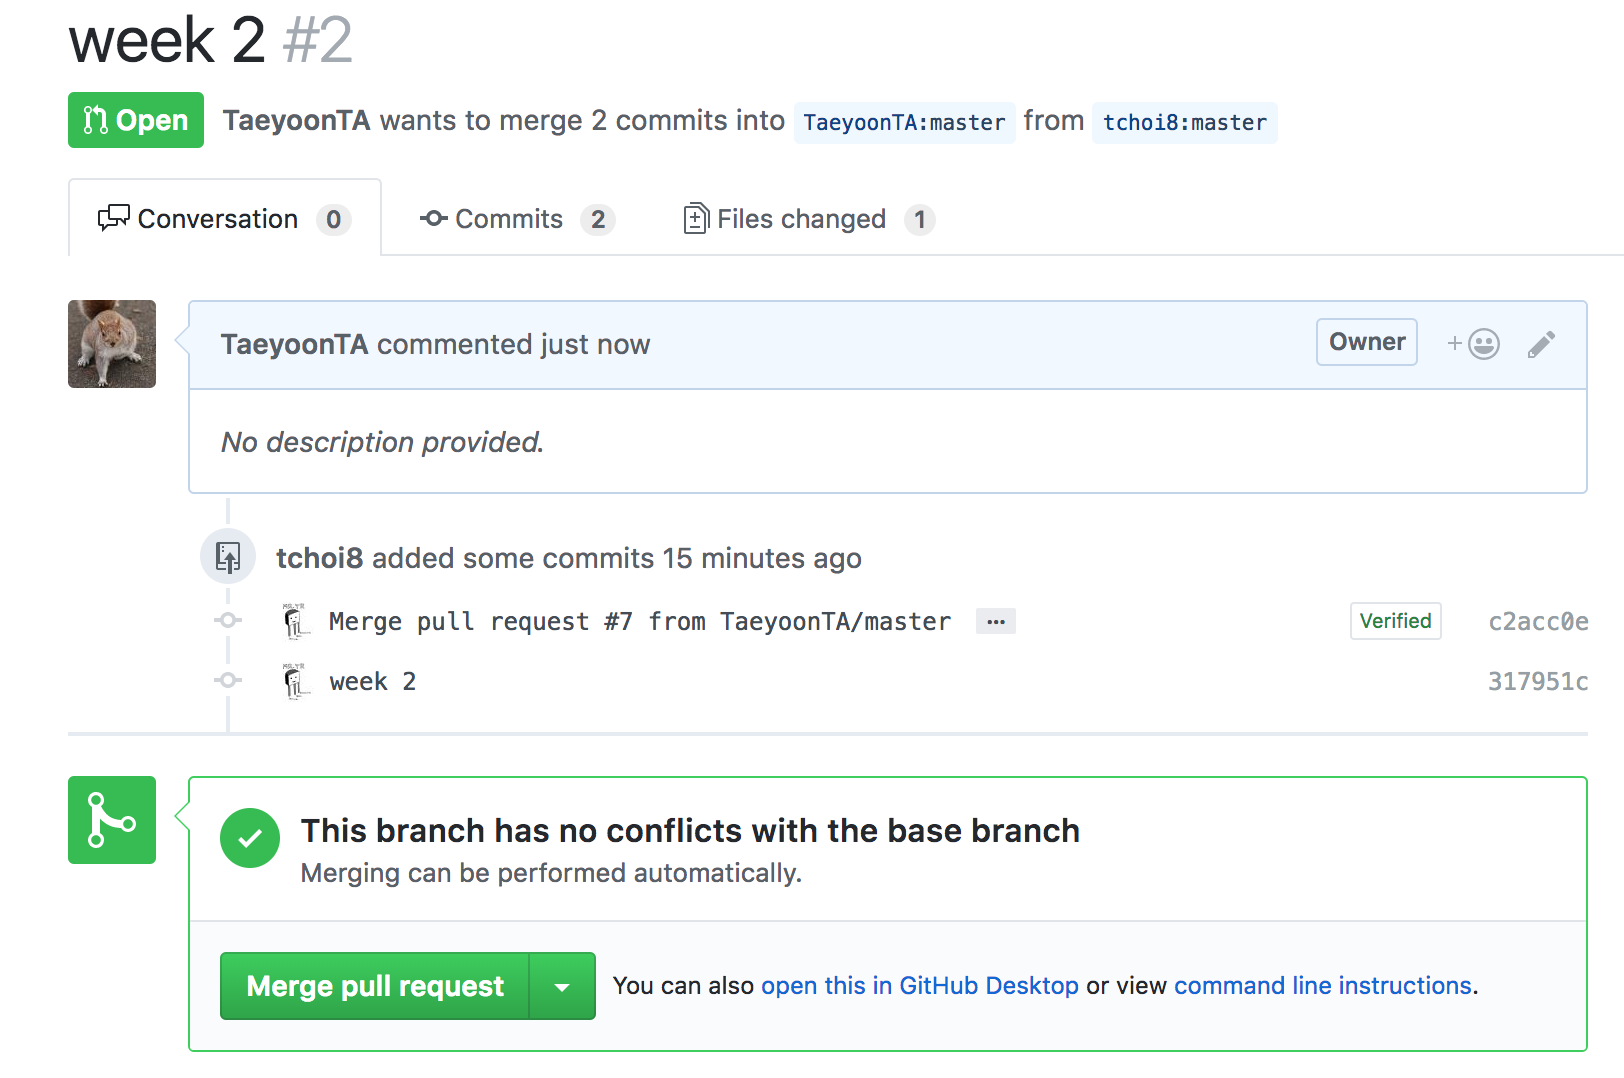 week 2 #2
Open TaeyoonTA wants to merge 2 commits into TaeyoonTA:master from tchoi8:master
Conversation 0 Commits 2 Files changed 1
TaeyoonTA commented just now Owner
No description provided.
tchoi8 added some commits 15 minutes ago
Merge pull request #7 from TaeyoonTA/master ... Verified c2acc0e
week 2 317951c
This branch has no conflicts with the base branch
Merging can be performed automatically.
Merge pull request You can also open this in GitHub Desktop or view command line instructions.